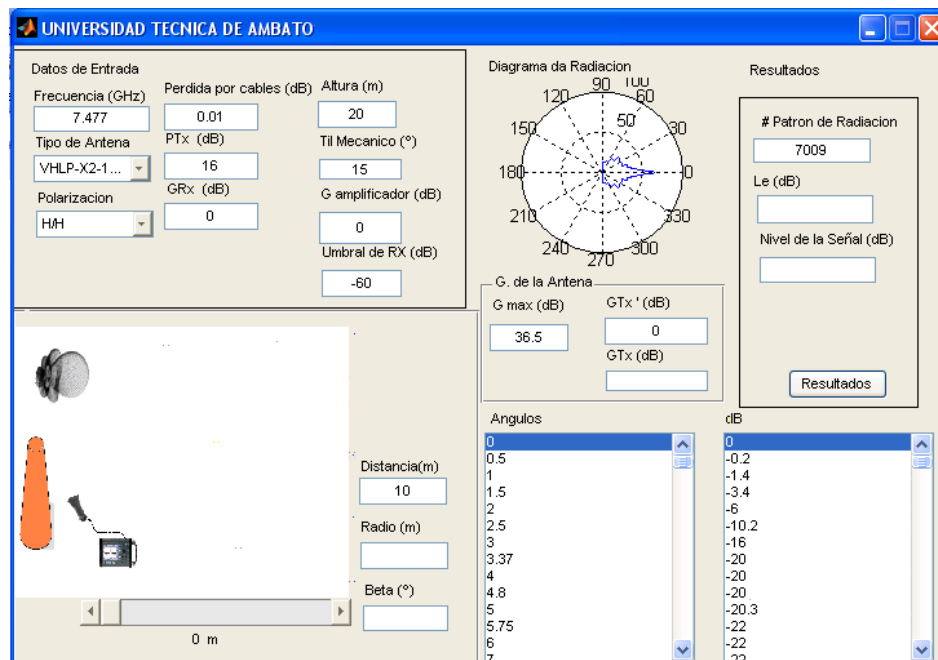 UNIVERSIDAD TECNICA DE AMBATO
Datos de Entrada
Frecuencia (GHz)
7.477
Tipo de Antena
VHLP-X2-1...
Polarizacion
H/H
Perdida por cables (dB)
0.01
PTx (dB)
16
GRx (dB)
0
Altura (m)
20
Til Mecanico (º)
15
G amplificador (dB)
0
Umbral de RX (dB)
-60
Diagrama da Radiacion
90 100
120 60
50
150 30
180 0
210 330
240 300
270
Resultados
# Patron de Radiacion
7009
Le (dB)
Nivel de la Señal (dB)
Resultados
G. de la Antena
G max (dB)
36.5
GTx ' (dB)
0
GTx (dB)
Distancia(m)
10
Radio (m)
Beta (º)
0 m
Angulos
0
0.5
1
1.5
2
2.5
3
3.37
4
4.8
5
5.75
6
7
dB
0
-0.2
-1.4
-3.4
-6
-10.2
-16
-20
-20
-20
-20.3
-22
-22
-22